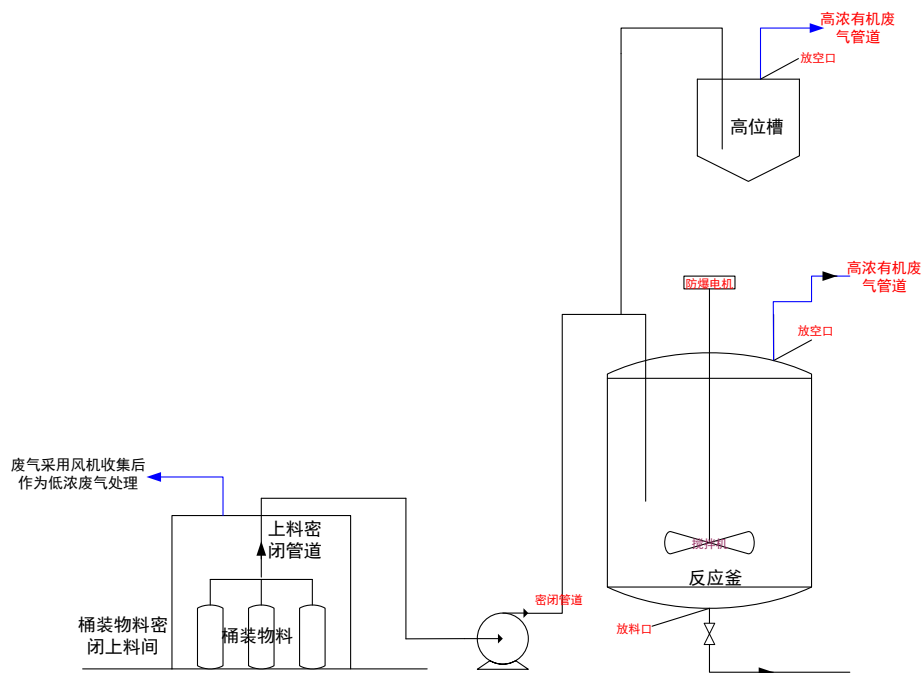 高浓有机废
气管道
放空口
高位槽
高浓有机废
气管道
防爆电机
放空口
废气采用风机收集后
作为低浓废气处理
上料密
闭管道
搅拌机
反应釜
密闭管道
桶装物料密
闭上料间
桶装物料
放料口